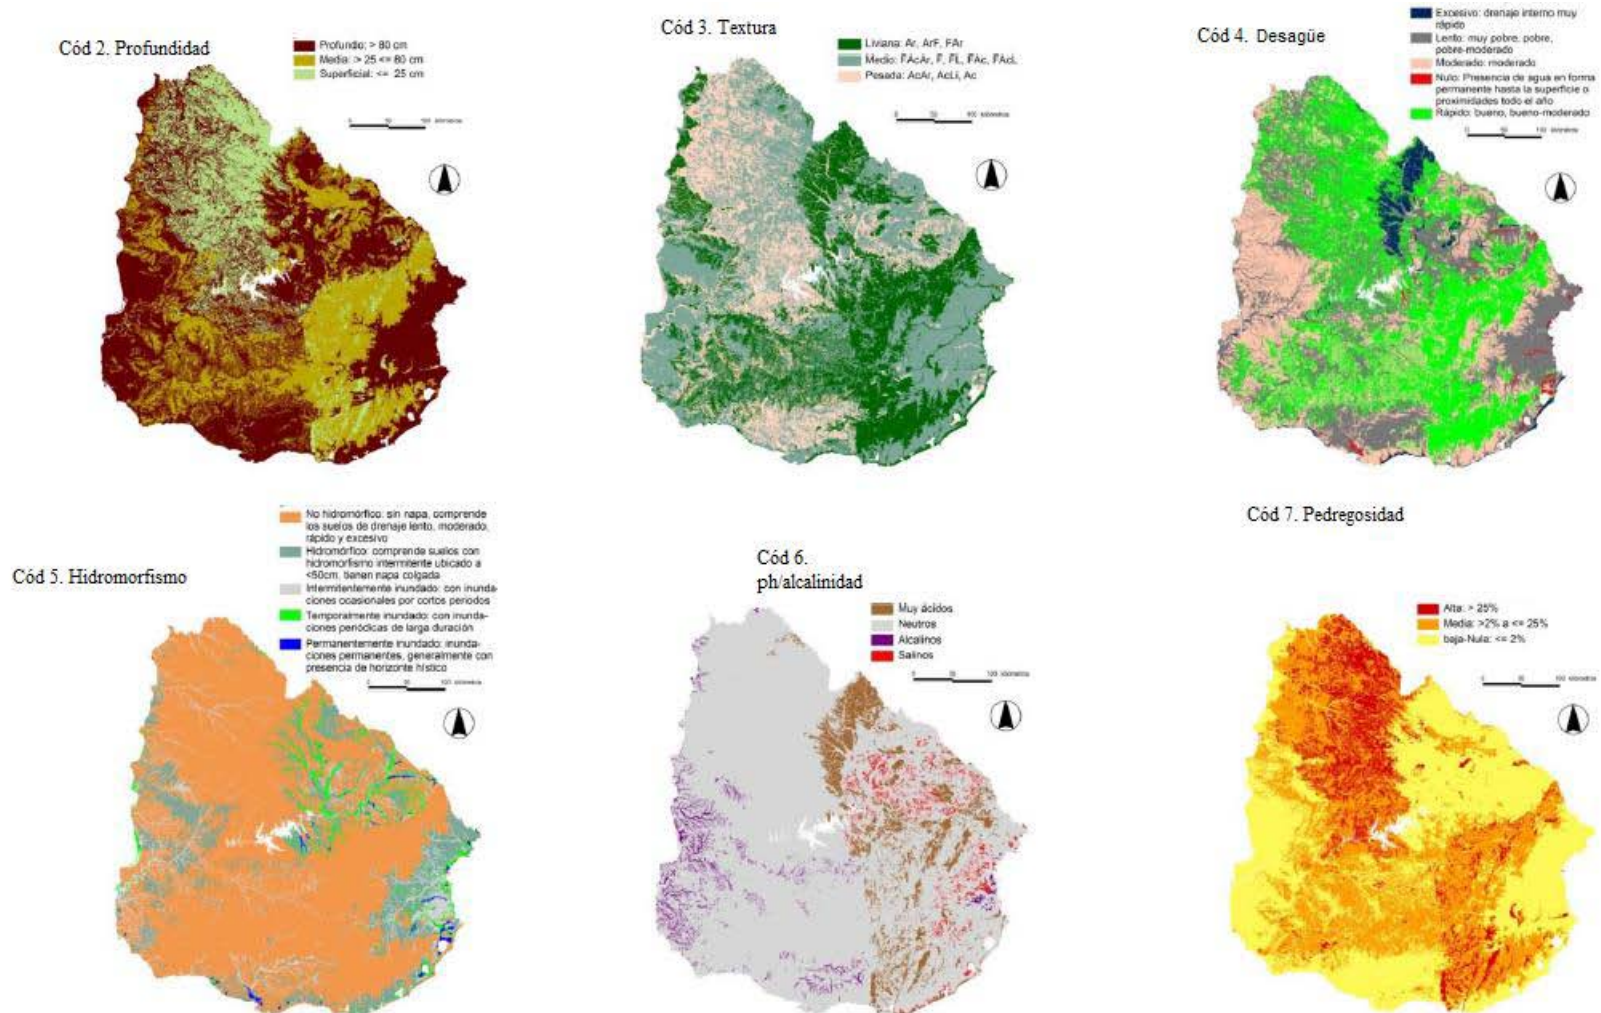 Cód 2. Profundidad
Profundo: > 80 cm
Media: > 25 <= 80 cm
Superficial: <= 25 cm
Cód 3. Textura
Liviana: Ar, ArF, FAr
Medio: FAcAr, F, FL, FAc, FAcL
Pesada: AcAr, AcLi, Ac
Cód 4. Desagüe
Excesivo: drenaje interno muy
rápido
Lento: muy pobre, pobre,
pobre-moderado
Moderado: moderado
Nulo: Presencia de agua en forma
permanente hasta la superficie o
proximidades todo el año
Rápido: bueno, bueno-moderado
Cód 5. Hidromorfismo
No hidromórfico: sin napa, comprende
los suelos de drenaje lento, moderado,
rápido y excesivo
Hidromórfico: comprende suelos con
hidromorfismo intermitente ubicado a
<50cm, tienen napa colgada
Intermitentemente inundado: con inunda-
ciones ocasionales por cortos periodos
Temporalmente inundado: con inunda-
ciones periódicas de larga duración
Permanentemente inundado: inunda-
ciones permanentes, generalmente con
presencia de horizonte hístico
Cód 6.
ph/alcalinidad
Muy ácidos
Neutros
Alcalinos
Salinos
Cód 7. Pedregosidad
Alta: > 25%
Media: >2% a <= 25%
baja-Nula: <= 2%